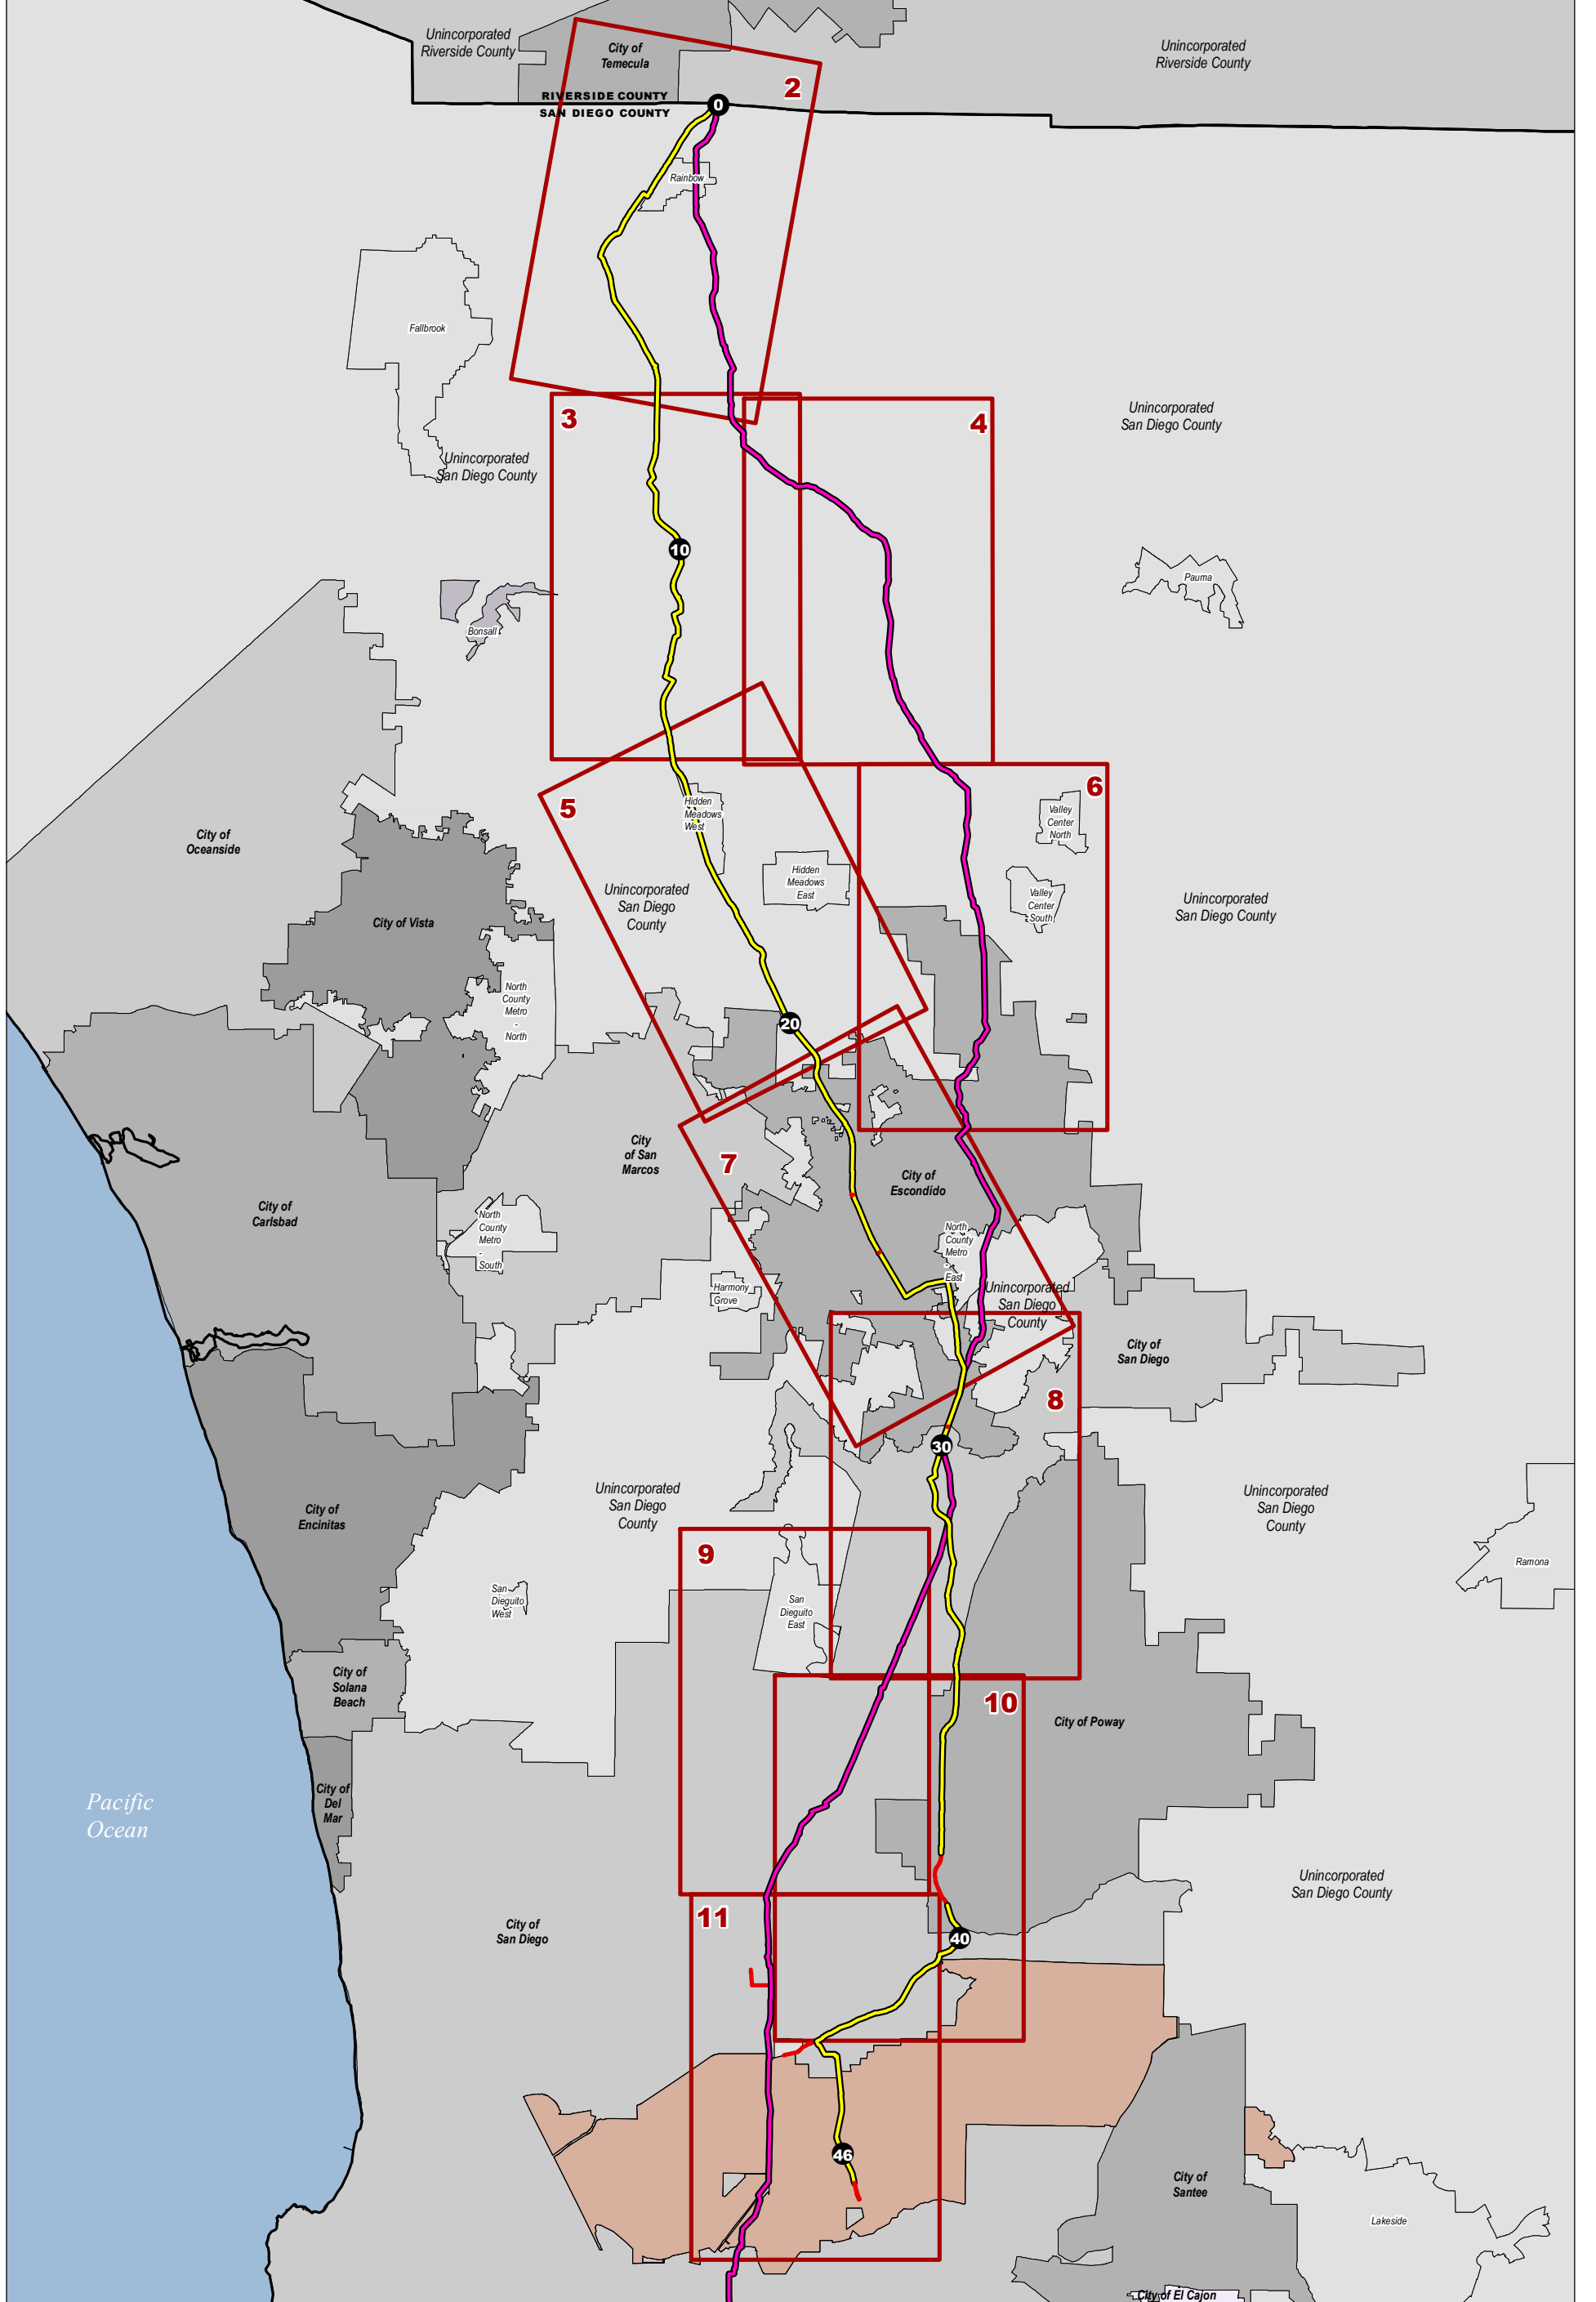 Unincorporated
Riverside County
City of
Temecula
Unincorporated
Riverside County
2
RIVERSIDE COUNTY
SAN DIEGO COUNTY
0
Rainbow
Fallbrook
3
4
Unincorporated
San Diego County
Unincorporated
San Diego County
10
Pauma
Bonsall
5
6
Hidden
Meadows
West
Valley
Center
North
City of
Oceanside
Hidden
Meadows
East
Unincorporated
San Diego
County
Valley
Center
South
Unincorporated
San Diego County
City of Vista
North
County
Metro
-
North
20
City
of San
Marcos
7
City of
Escondido
City of
Carlsbad
North
County
Metro
-
South
North
County
Metro
-
East
Harmony
Grove
Unincorporated
San Diego
County
City of
San Diego
8
30
Unincorporated
San Diego
County
Unincorporated
San Diego
County
City of
Encinitas
9
Ramona
San
Dieguito
West
San
Dieguito
East
City of
Solana
Beach
10
City of Poway
Pacific
Ocean
City of
Del
Mar
Unincorporated
San Diego County
11
City of
San Diego
40
46
City of
Santee
Lakeside
City of El Cajon